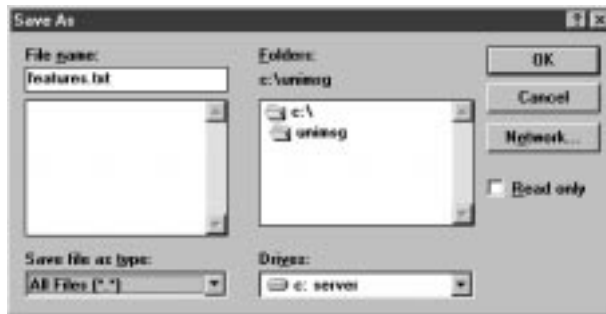 Save As
File name:
features.txt
Save file as type:
All Files (*.*)
Folders:
c:\unimsg
c:\
unimsg
Drives:
c: server
OK
Cancel
Network...
Read only